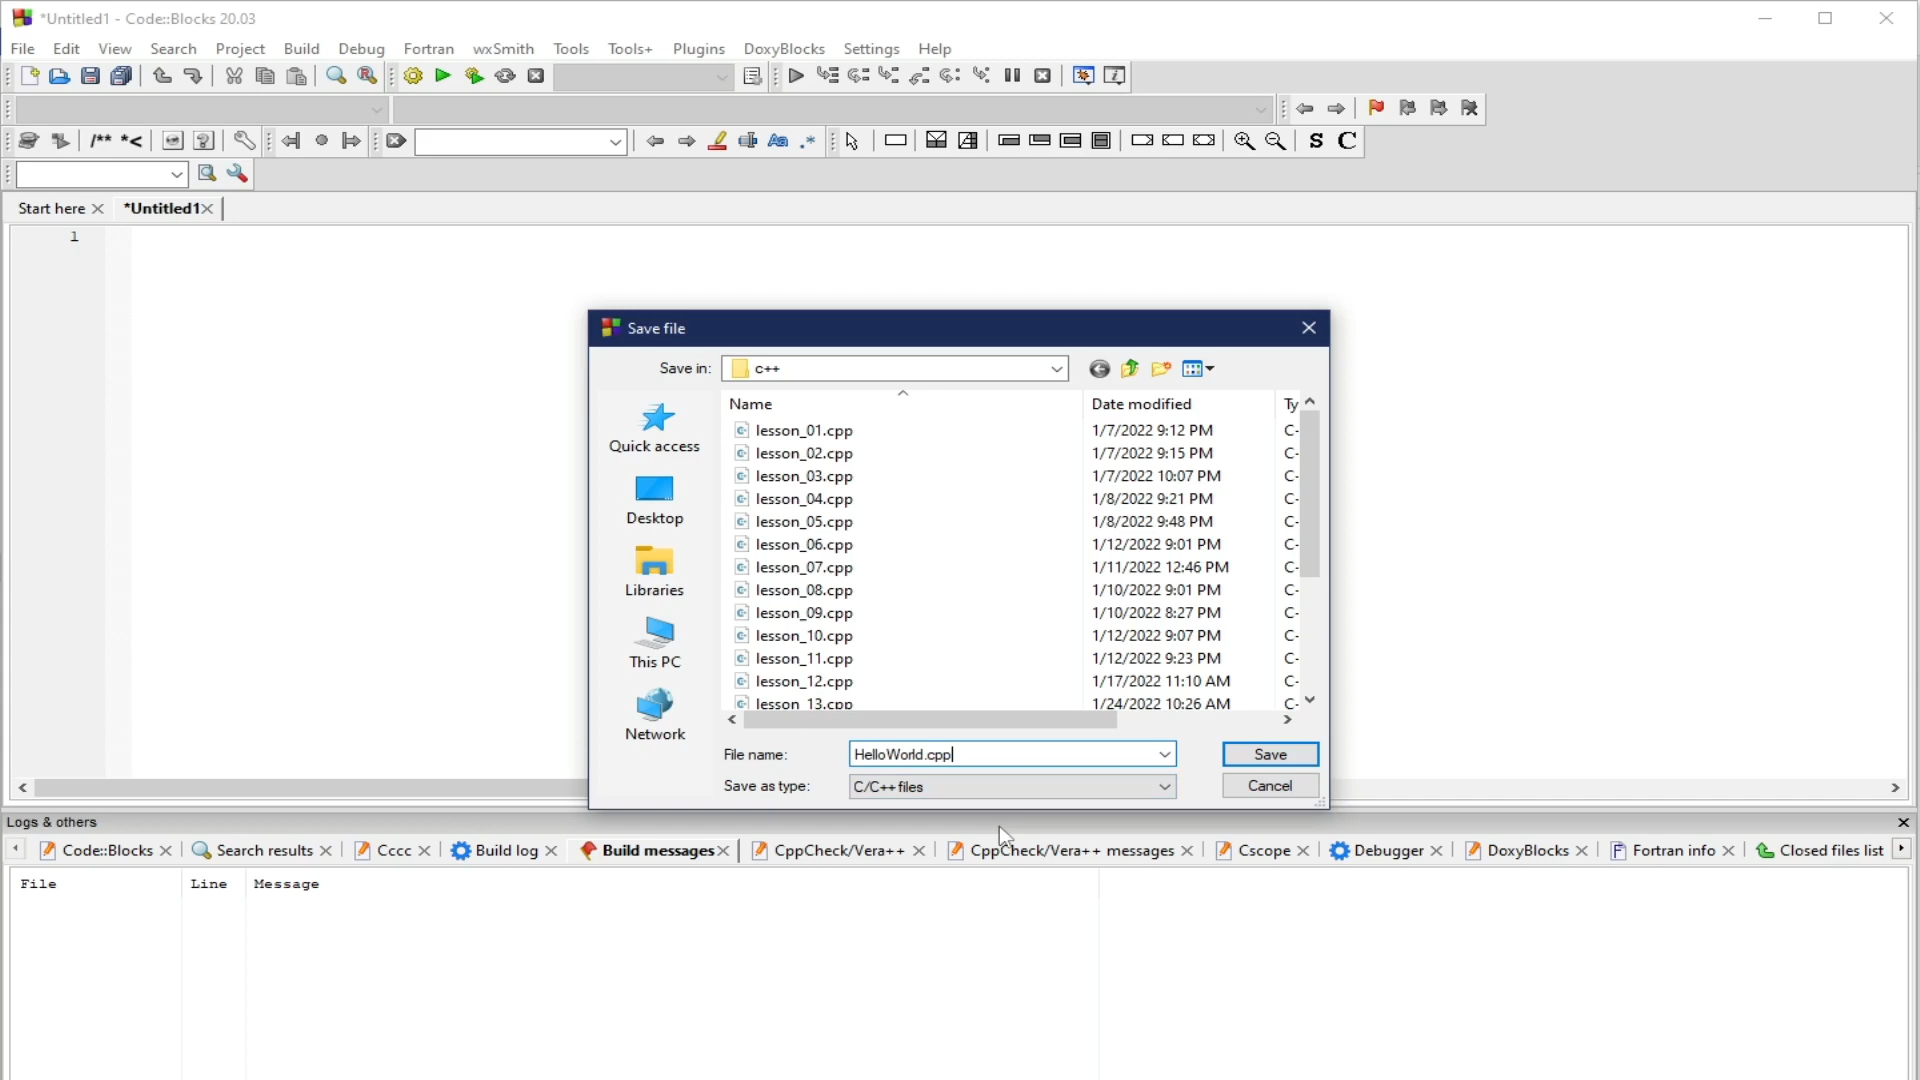 *Untitled1 - Code::Blocks 20.03
File Edit View Search Project Build Debug Fortran wxSmith Tools Tools+ Plugins DoxyBlocks Settings Help
/** *<
Aa .* S C
Start here *Untitled1
1
Save file
Save in: c++
Name Date modified Ty
Quick access
Desktop
Libraries
This PC
Network
lesson_01.cpp 1/7/2022 9:12 PM C-
lesson_02.cpp 1/7/2022 9:15 PM C-
lesson_03.cpp 1/7/2022 10:07 PM C-
lesson_04.cpp 1/8/2022 9:21 PM C-
lesson_05.cpp 1/8/2022 9:48 PM C-
lesson_06.cpp 1/12/2022 9:01 PM C-
lesson_07.cpp 1/11/2022 12:46 PM C-
lesson_08.cpp 1/10/2022 9:01 PM C-
lesson_09.cpp 1/10/2022 8:27 PM C-
lesson_10.cpp 1/12/2022 9:07 PM C-
lesson_11.cpp 1/12/2022 9:23 PM C-
lesson_12.cpp 1/17/2022 11:10 AM C-
lesson_13.cpp 1/24/2022 10:26 AM C-
File name: HelloWorld.cpp Save
Save as type: C/C++ files Cancel
Logs & others
Code::Blocks Search results Cccc Build log Build messages CppCheck/Vera++ CppCheck/Vera++ messages Cscope Debugger DoxyBlocks Fortran info Closed files list
File Line Message